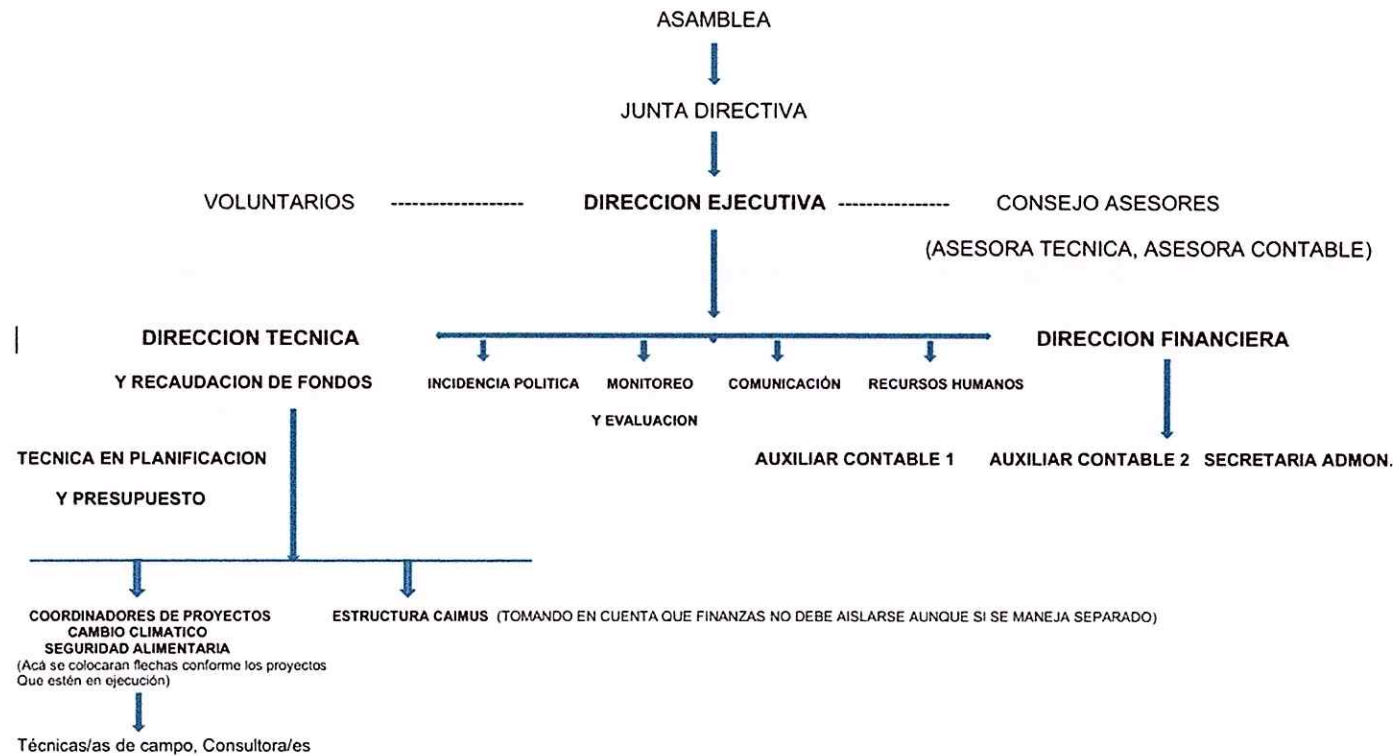 ASAMBLEA
JUNTA DIRECTIVA
VOLUNTARIOS ------------------ DIRECCION EJECUTIVA ------------------ CONSEJO ASESORES
(ASESORA TECNICA, ASESORA CONTABLE)
DIRECCION TECNICA
Y RECAUDACION DE FONDOS
INCIDENCIA POLITICA
MONITOREO
Y EVALUACION
COMUNICACIÓN
RECURSOS HUMANOS
DIRECCION FINANCIERA
TECNICA EN PLANIFICACION
Y PRESUPUESTO
AUXILIAR CONTABLE 1 AUXILIAR CONTABLE 2 SECRETARIA ADMON.
COORDINADORES DE PROYECTOS
CAMBIO CLIMATICO
SEGURIDAD ALIMENTARIA
(Acá se colocaran flechas conforme los proyectos
Que estén en ejecución)
ESTRUCTURA CAIMUS (TOMANDO EN CUENTA QUE FINANZAS NO DEBE AISLARSE AUNQUE SI SE MANEJA SEPARADO)
Técnicas/as de campo, Consultora/es